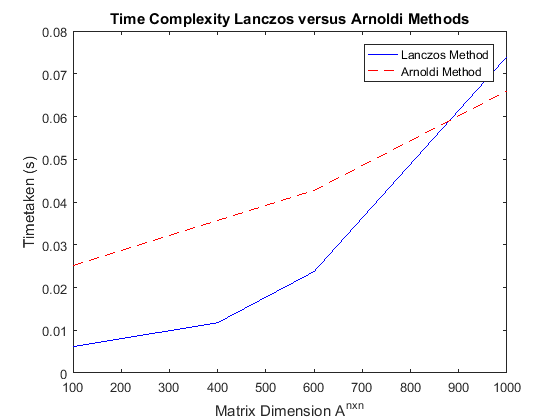 Time Complexity Lanczos versus Arnoldi Methods
0.08
0.07
0.06
0.05
0.04
0.03
0.02
0.01
0
Timetaken (s)
Lanczos Method
Arnoldi Method
100 200 300 400 500 600 700 800 900 1000
Matrix Dimension A^nxn